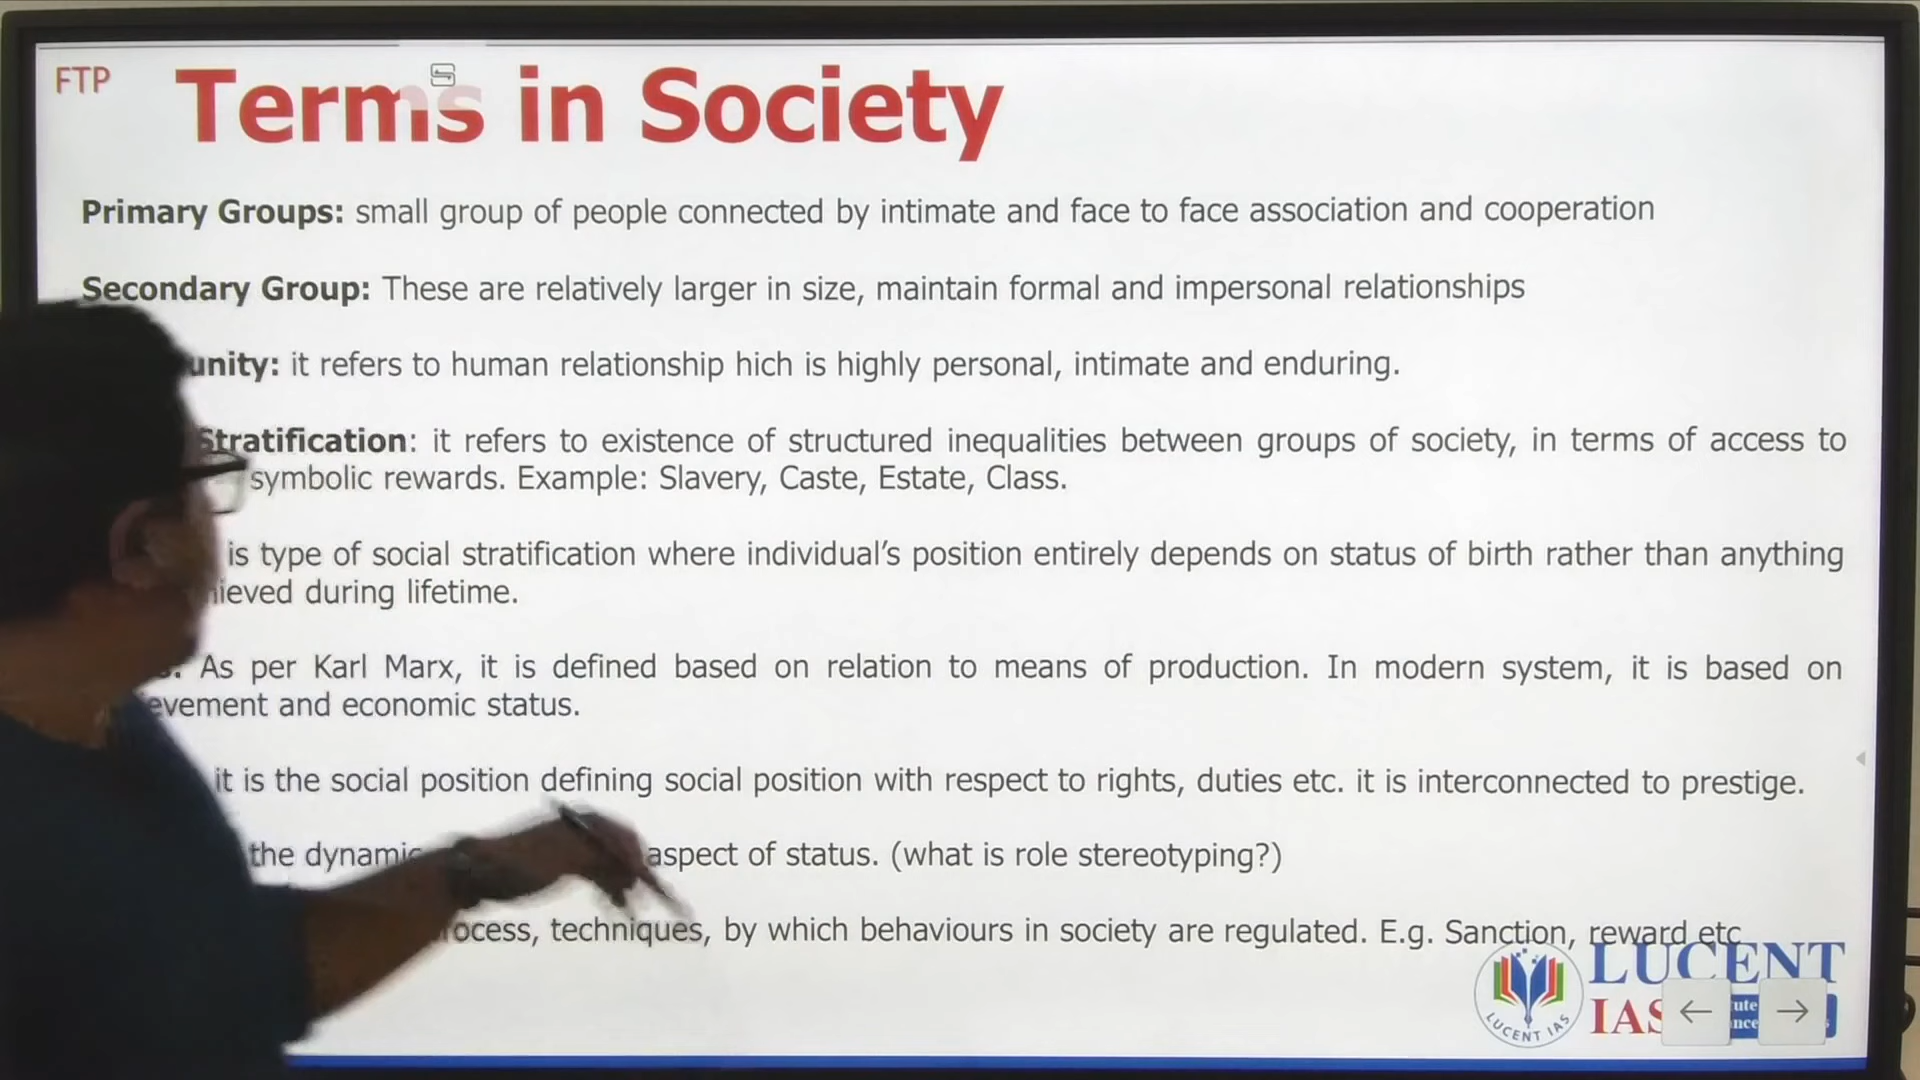 FTP
Terms in Society
Primary Groups: small group of people connected by intimate and face to face association and cooperation
Secondary Group: These are relatively larger in size, maintain formal and impersonal relationships
unity: it refers to human relationship hich is highly personal, intimate and enduring.
Stratification: it refers to existence of structured inequalities between groups of society, in terms of access to
symbolic rewards. Example: Slavery, Caste, Estate, Class.
is type of social stratification where individual’s position entirely depends on status of birth rather than anything
ieved during lifetime.
As per Karl Marx, it is defined based on relation to means of production. In modern system, it is based on
evement and economic status.
it is the social position defining social position with respect to rights, duties etc. it is interconnected to prestige.
the dynamic aspect of status. (what is role stereotyping?)
ocess, techniques, by which behaviours in society are regulated. E.g. Sanction, reward etc
LUCENT
IAS
LUCENT IAS